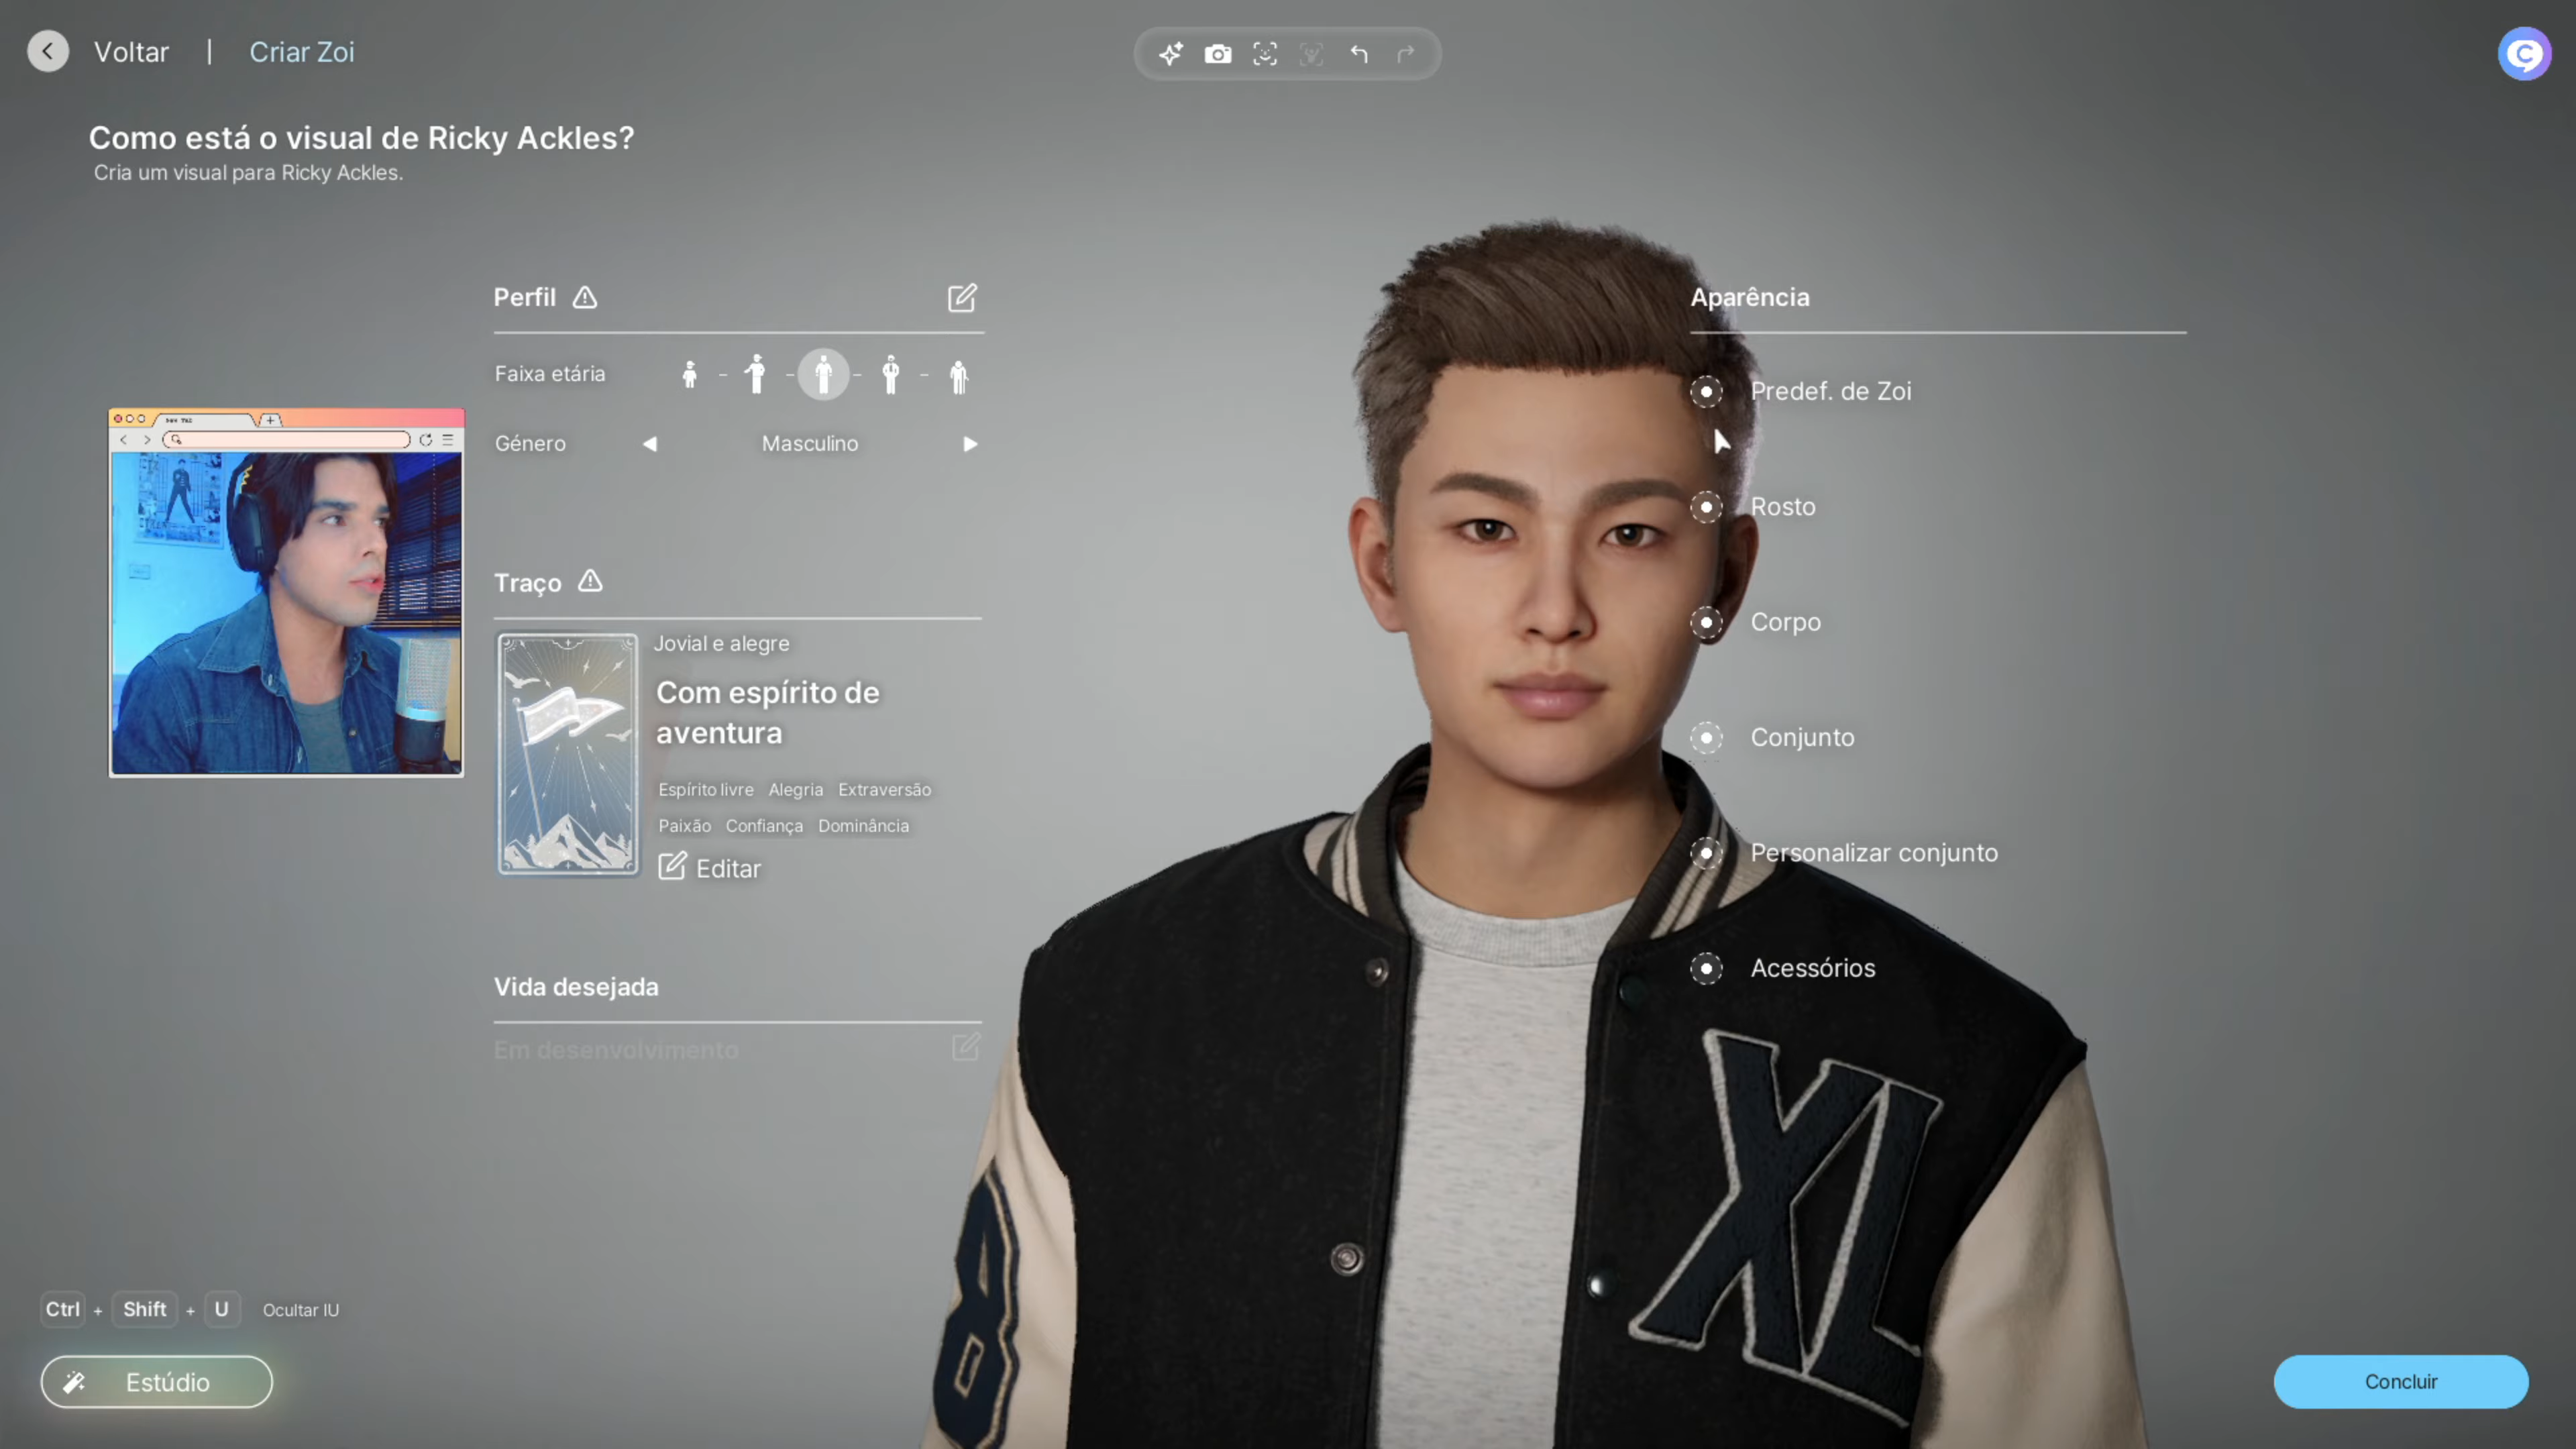 Voltar | Criar Zoi
Como está o visual de Ricky Ackles?
Cria um visual para Ricky Ackles.
Perfil
Faixa etária
Género Masculino
Traço
Jovial e alegre
Com espírito de
aventura
Espírito livre Alegria Extraversão
Paixão Confiança Dominância
Editar
Vida desejada
Em desenvolvimento
Ctrl + Shift + U Ocultar IU
Estúdio
Aparência
Predef. de Zoi
Rosto
Corpo
Conjunto
Personalizar conjunto
Acessórios
XL
8
Concluir